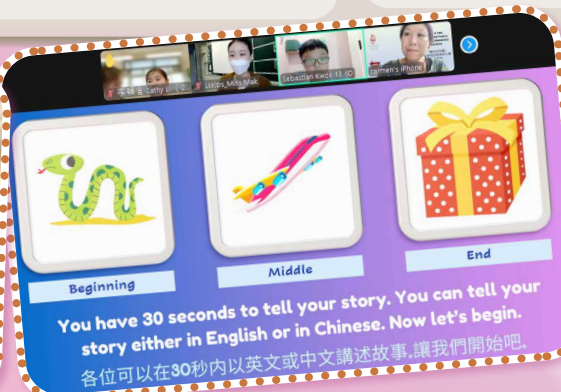 Sebastian Kwok
carmen's iPhone
Beginning
Middle
End
You have 30 seconds to tell your story. You can tell your
story either in English or in Chinese. Now let's begin.
各位可以在30秒內以英文或中文講述故事,讓我們開始吧.